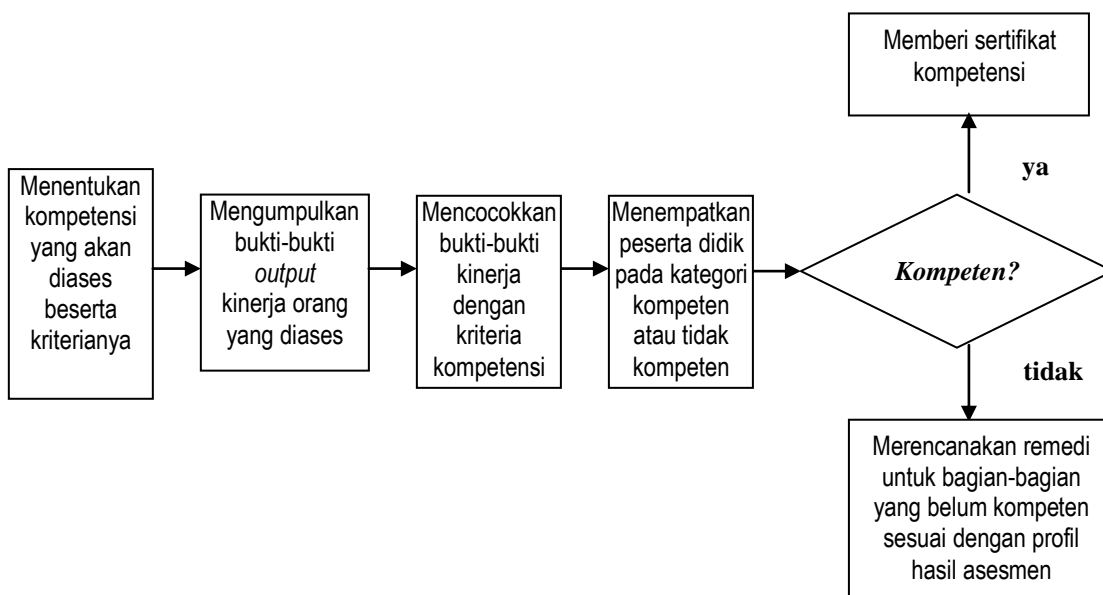 Menentukan
kompetensi
yang akan
diases
beserta
kriterianya
Mengumpulkan
bukti-bukti
output
kinerja orang
yang diases
Mencocokkan
bukti-bukti
kinerja
dengan
kriteria
kompetensi
Menempatkan
peserta didik
pada kategori
kompeten
atau tidak
kompeten
Kompeten?
ya
Memberi sertifikat
kompetensi
tidak
Merencanakan remedi
untuk bagian-bagian
yang belum kompeten
sesuai dengan profil
hasil asesmen